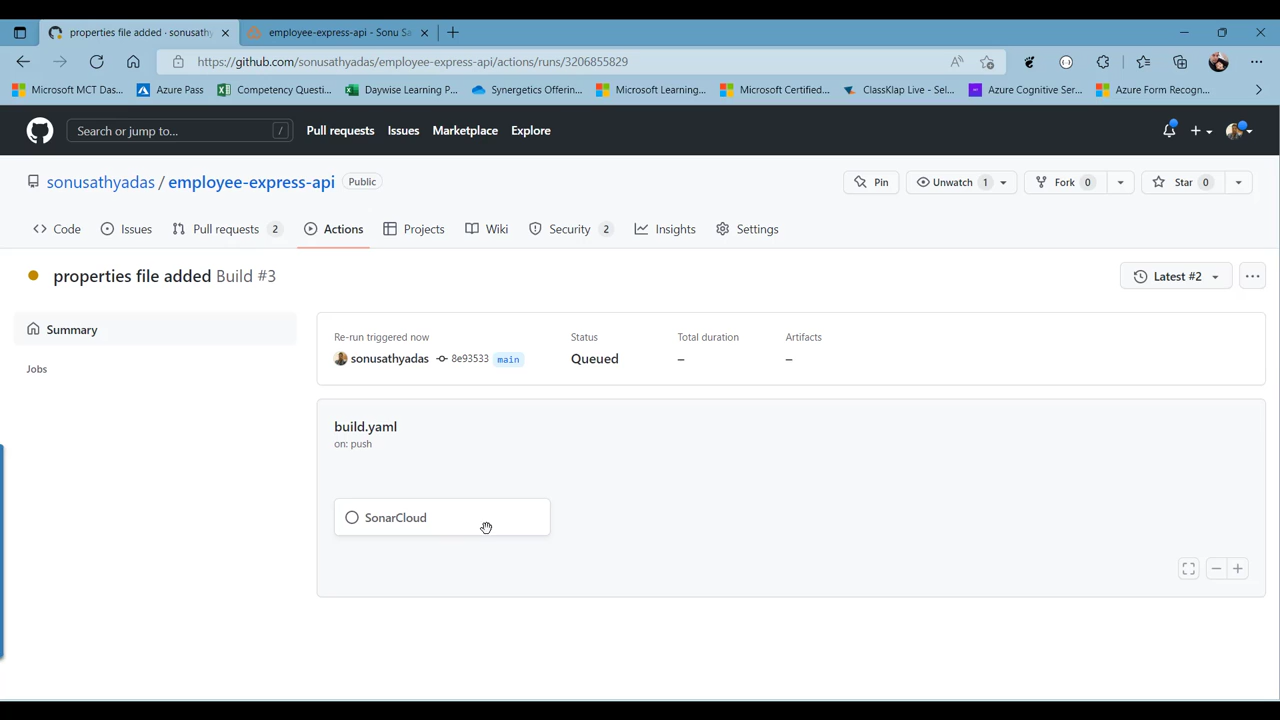 properties file added · sonusathy
employee-express-api - Sonu Sa
https://github.com/sonusathyadas/employee-express-api/actions/runs/3206855829
Microsoft MCT Das...
Azure Pass
Competency Questi...
Daywise Learning P...
Synergetics Offerin...
Microsoft Learning...
Microsoft Certified...
ClassKlap Live - Sel...
Azure Cognitive Ser...
Azure Form Recogn...
Search or jump to...
/
Pull requests
Issues
Marketplace
Explore
sonusathyadas / employee-express-api
Public
Pin
Unwatch 1
Fork 0
Star 0
Code
Issues
Pull requests 2
Actions
Projects
Wiki
Security 2
Insights
Settings
properties file added Build #3
Latest #2
Summary
Jobs
Re-run triggered now
sonusathyadas 8e93533 main
Status
Queued
Total duration
–
Artifacts
–
build.yaml
on: push
SonarCloud